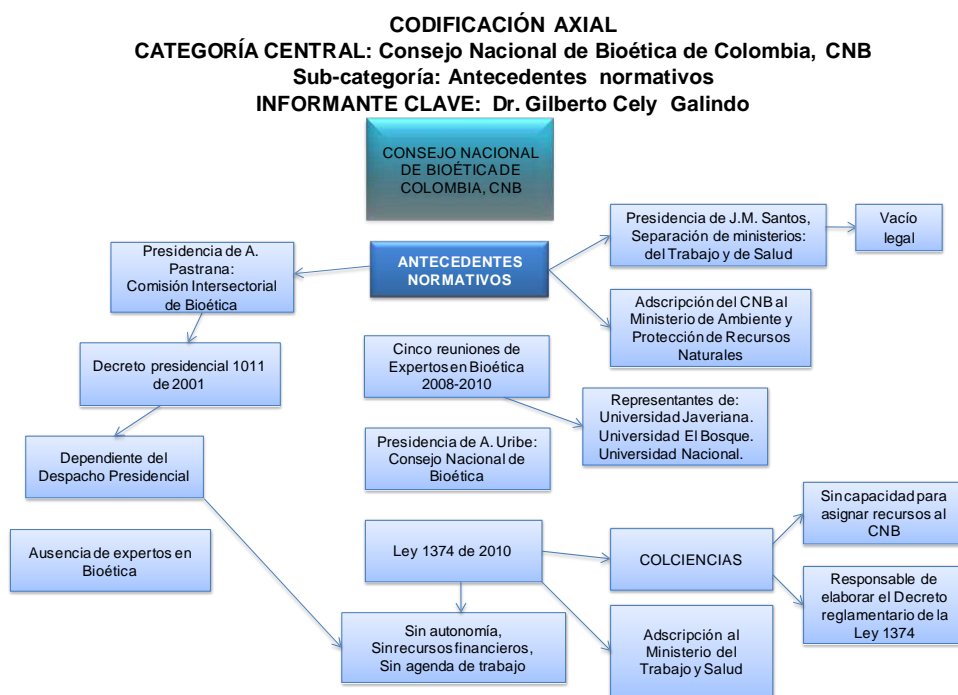 CODIFICACIÓN AXIAL
CATEGORÍA CENTRAL: Consejo Nacional de Bioética de Colombia, CNB
Sub-categoría: Antecedentes normativos
INFORMANTE CLAVE: Dr. Gilberto Cely Galindo
CONSEJO NACIONAL
DE BIOÉTICA DE
COLOMBIA, CNB
Presidencia de J.M. Santos,
Separación de ministerios:
del Trabajo y de Salud
Vacío
legal
Presidencia de A.
Pastrana:
Comisión Intersectorial
de Bioética
ANTECEDENTES
NORMATIVOS
Adscripción del CNB al
Ministerio de Ambiente y
Protección de Recursos
Naturales
Decreto presidencial 1011
de 2001
Cinco reuniones de
Expertos en Bioética
2008-2010
Representantes de:
Universidad Javeriana.
Universidad El Bosque.
Universidad Nacional.
Dependiente del
Despacho Presidencial
Presidencia de A. Uribe:
Consejo Nacional de
Bioética
Sin capacidad para
asignar recursos al
CNB
Ausencia de expertos en
Bioética
Ley 1374 de 2010
COLCIENCIAS
Responsable de
elaborar el Decreto
reglamentario de la
Ley 1374
Sin autonomía,
Sin recursos financieros,
Sin agenda de trabajo
Adscripción al
Ministerio del
Trabajo y Salud